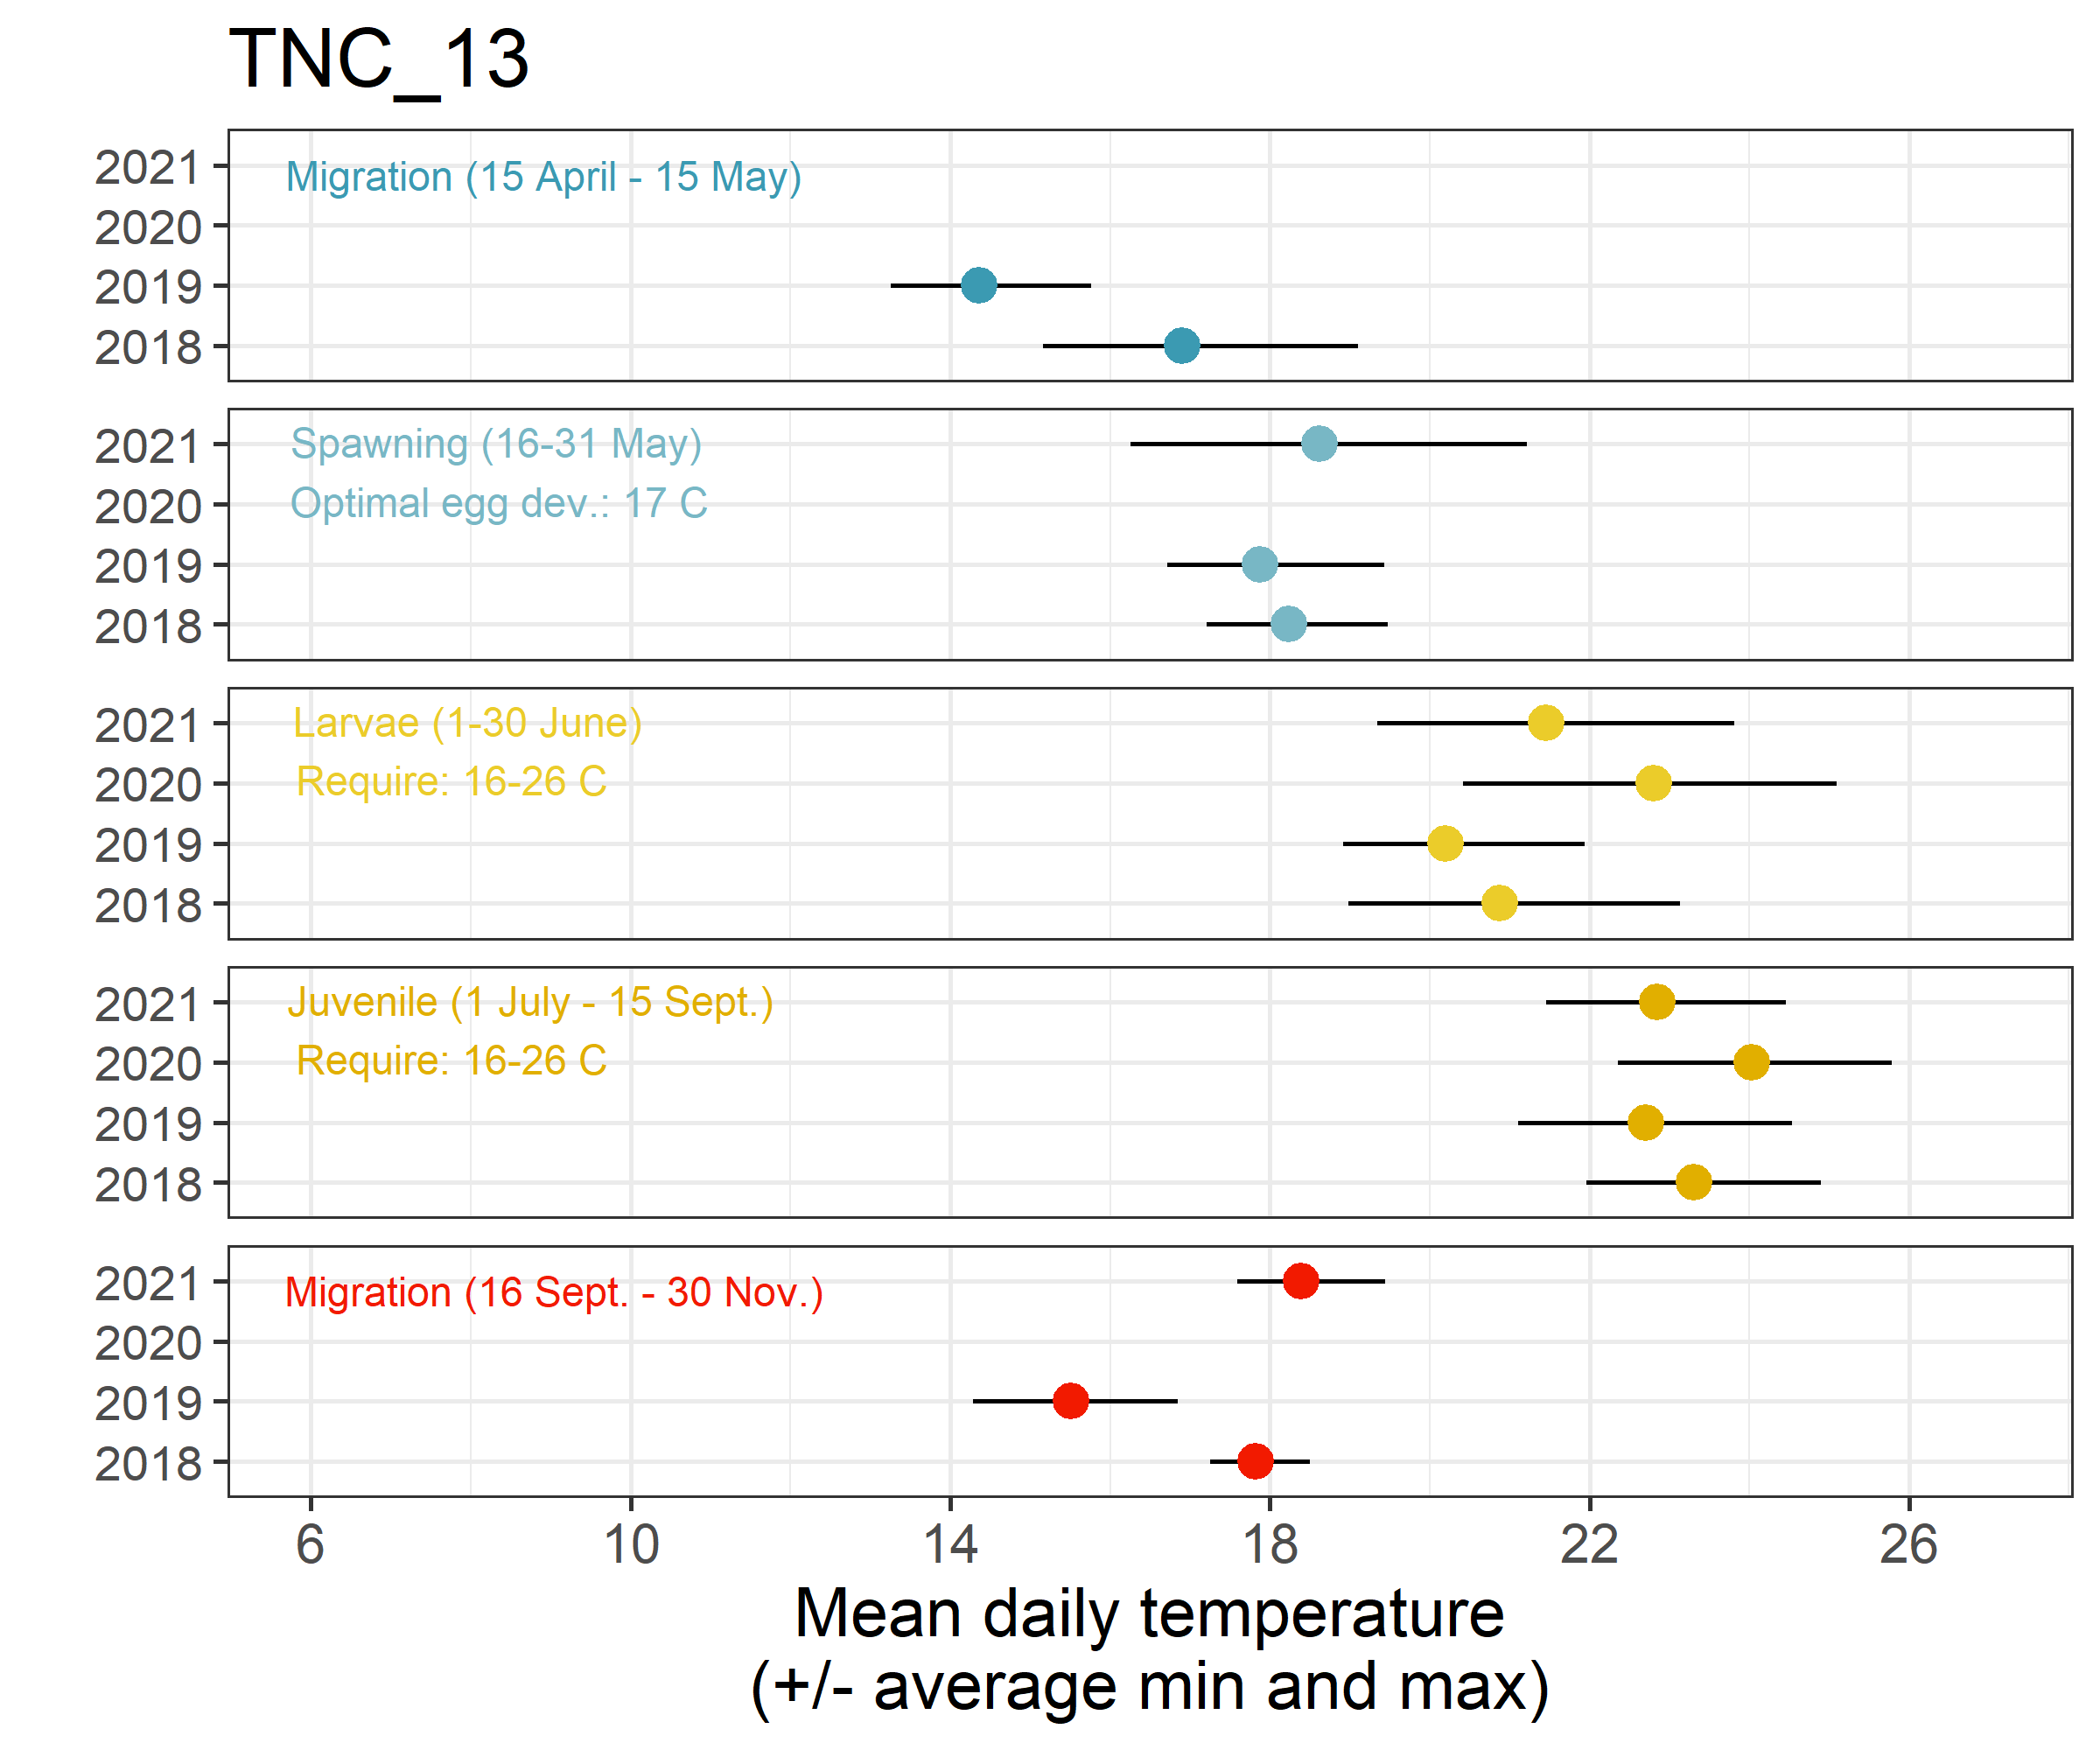 TNC_13
2021
Migration (15 April - 15 May)
2020
2019
2018
2021
Spawning (16-31 May)
2020
Optimal egg dev.: 17 C
2019
2018
2021
Larvae (1-30 June)
2020
Require: 16-26 C
2019
2018
2021
Juvenile (1 July - 15 Sept.)
2020
Require: 16-26 C
2019
2018
2021
Migration (16 Sept. - 30 Nov.)
2020
2019
2018
6 10 14 18 22 26
Mean daily temperature
(+/- average min and max)